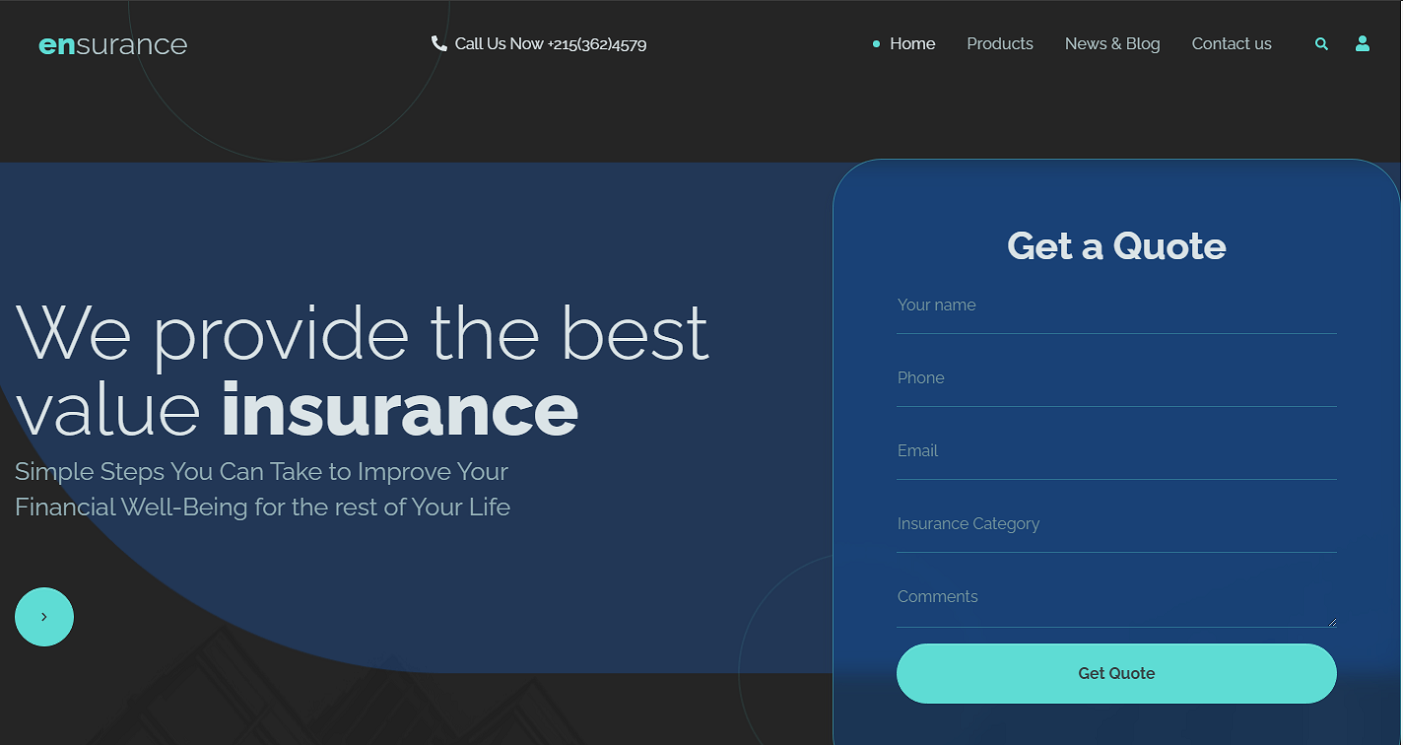 ensurance
Call Us Now +215(362)4579
Home
Products
News & Blog
Contact us
We provide the best
value insurance
Simple Steps You Can Take to Improve Your
Financial Well-Being for the rest of Your Life
Get a Quote
Your name
Phone
Email
Insurance Category
Comments
Get Quote